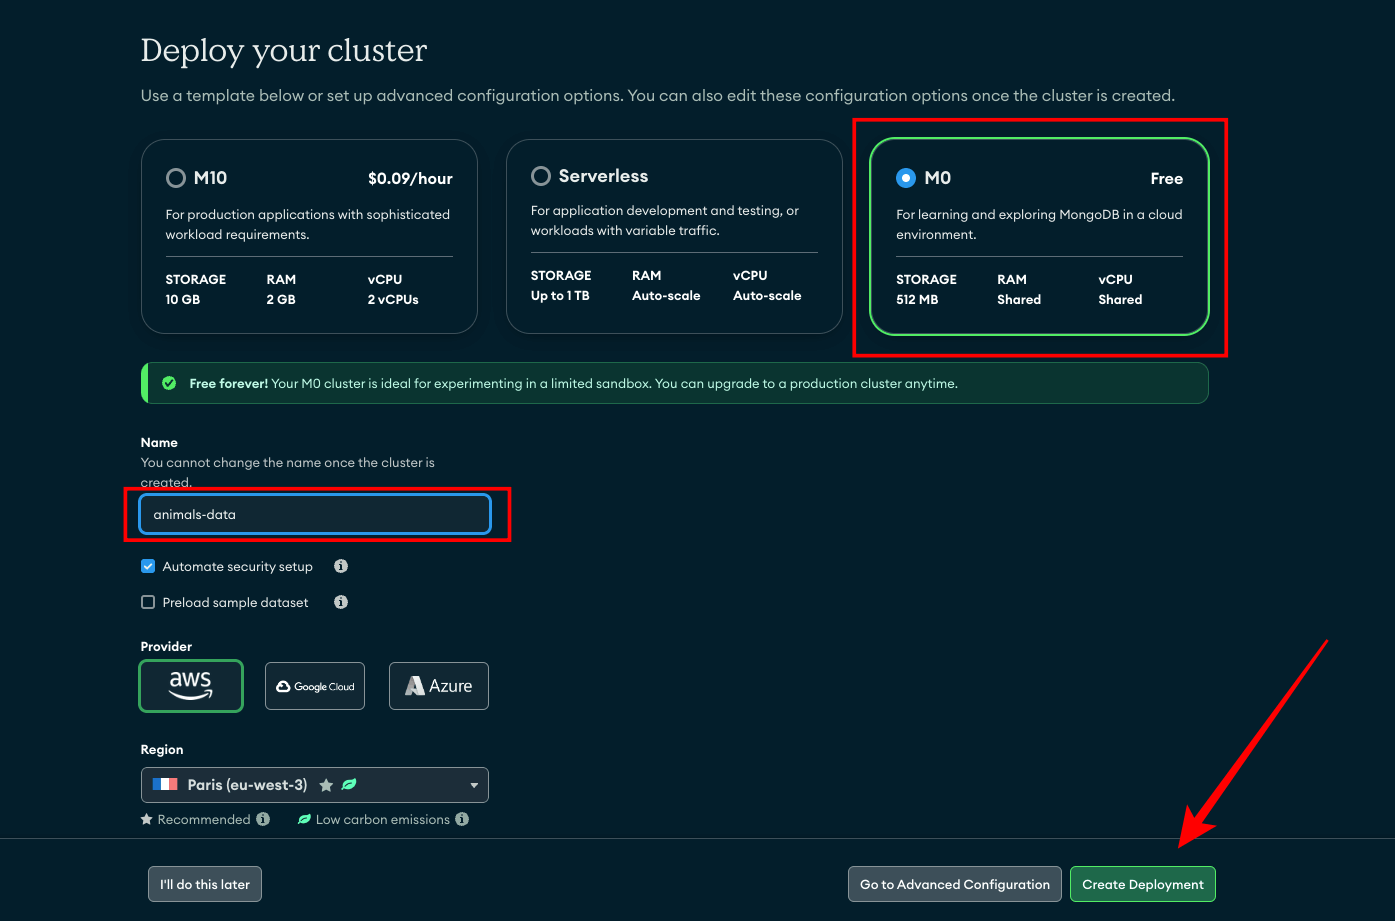 Deploy your cluster
Use a template below or set up advanced configuration options. You can also edit these configuration options once the cluster is created.
M10 $0.09/hour
For production applications with sophisticated
workload requirements.
STORAGE RAM vCPU
10 GB 2 GB 2 vCPUs
Serverless
For application development and testing, or
workloads with variable traffic.
STORAGE RAM vCPU
Up to 1 TB Auto-scale Auto-scale
M0 Free
For learning and exploring MongoDB in a cloud
environment.
STORAGE RAM vCPU
512 MB Shared Shared
Free forever! Your M0 cluster is ideal for experimenting in a limited sandbox. You can upgrade to a production cluster anytime.
Name
You cannot change the name once the cluster is
created.
animals-data
Automate security setup
Preload sample dataset
Provider
aws Google Cloud Azure
Region
Paris (eu-west-3)
Recommended Low carbon emissions
I'll do this later Go to Advanced Configuration Create Deployment